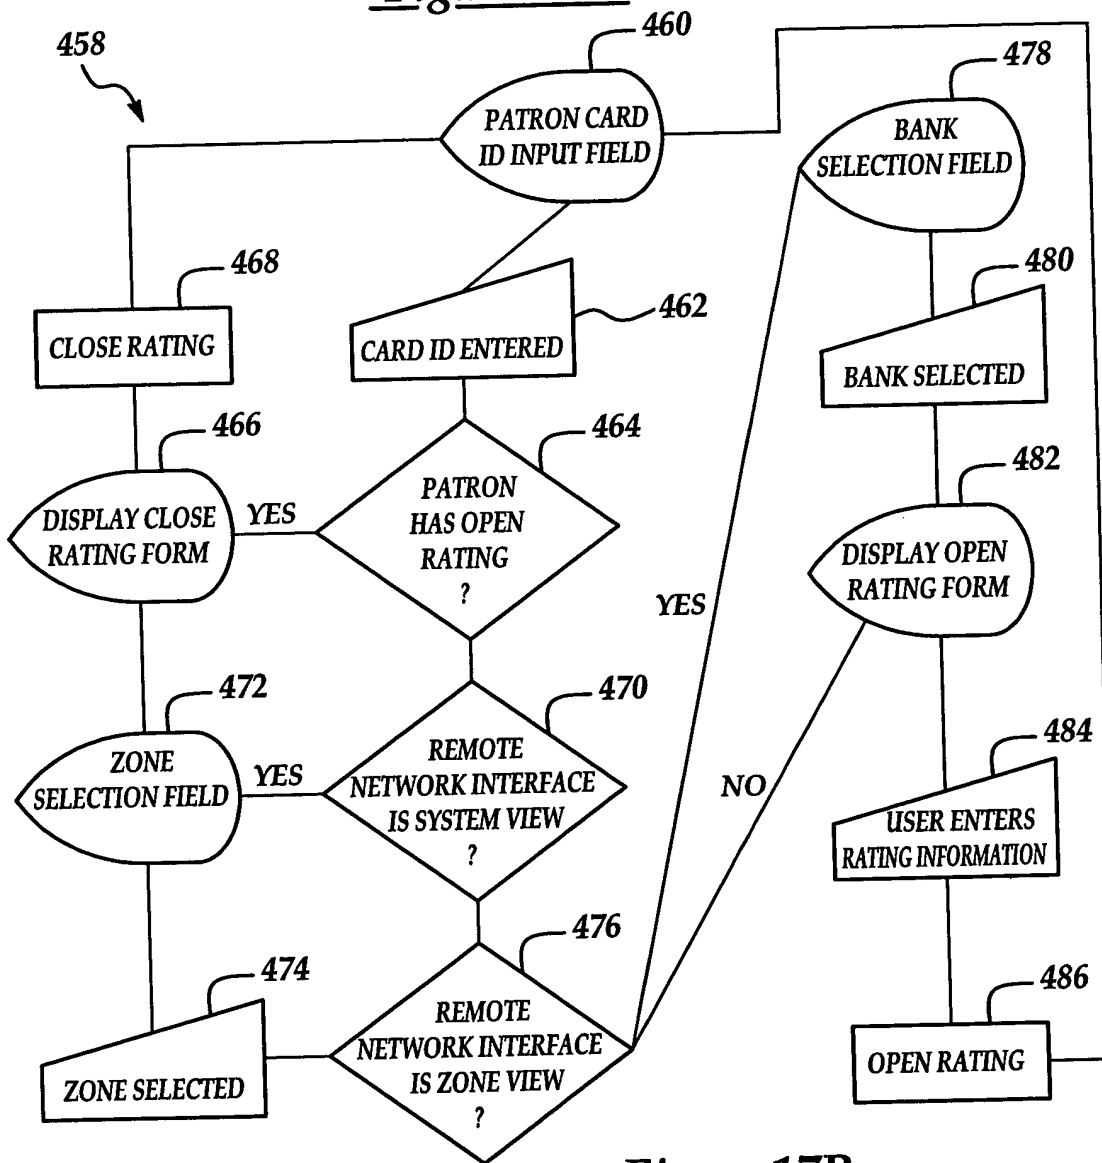 458
460
PATRON CARD
ID INPUT FIELD
478
BANK
SELECTION FIELD
468
CLOSE RATING
462
CARD ID ENTERED
480
BANK SELECTED
466
DISPLAY CLOSE
RATING FORM
YES
464
PATRON
HAS OPEN
RATING
?
482
DISPLAY OPEN
RATING FORM
YES
472
ZONE
SELECTION FIELD
YES
470
REMOTE
NETWORK INTERFACE
IS SYSTEM VIEW
?
NO
484
USER ENTERS
RATING INFORMATION
474
ZONE SELECTED
476
REMOTE
NETWORK INTERFACE
IS ZONE VIEW
?
486
OPEN RATING